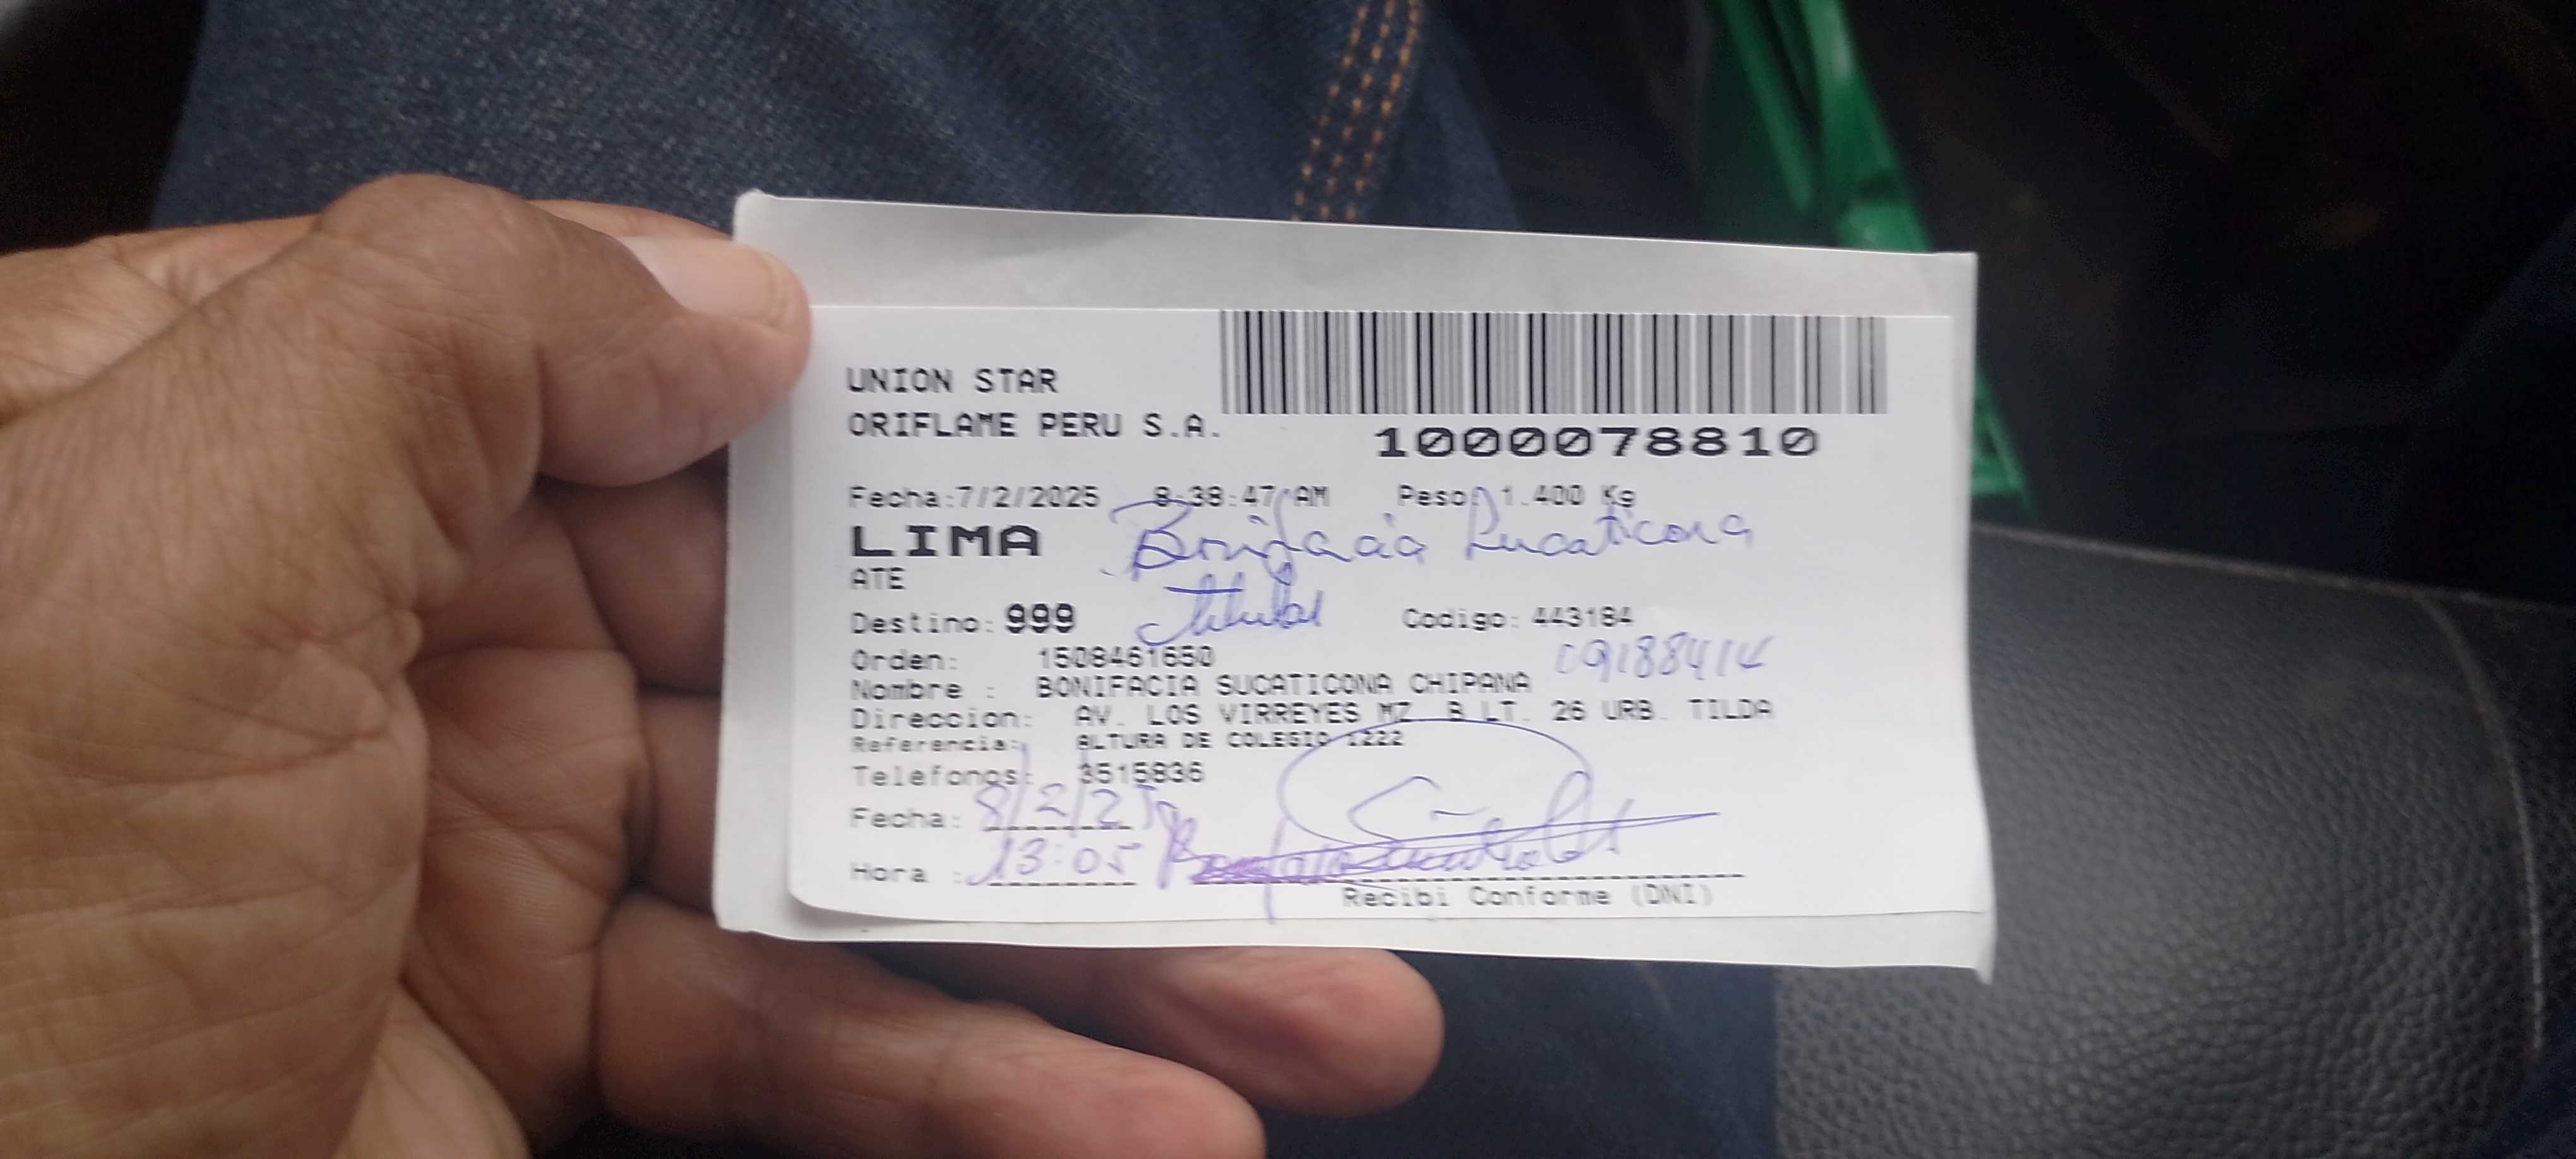 UNION STAR
ORIFLAME PERU S.A.
1000078810
Fecha:7/2/2025 8:38:47 AM Peso: 1.400 Kg
LIMA Bonifacia Sucaticona
ATE
Destino: 999 titular Codigo: 443184
Orden: 1508461650
09188414
Nombre : BONIFACIA SUCATICONA CHIPANA
Direccion: AV. LOS VIRREYES MZ. B LT. 26 URB. TILDA
Referencia: ALTURA DE COLEGIO 1222
Teléfonos: 3515836
Fecha: 8/2/25
Hora : 13:05
Recibi Conforme (DNI)